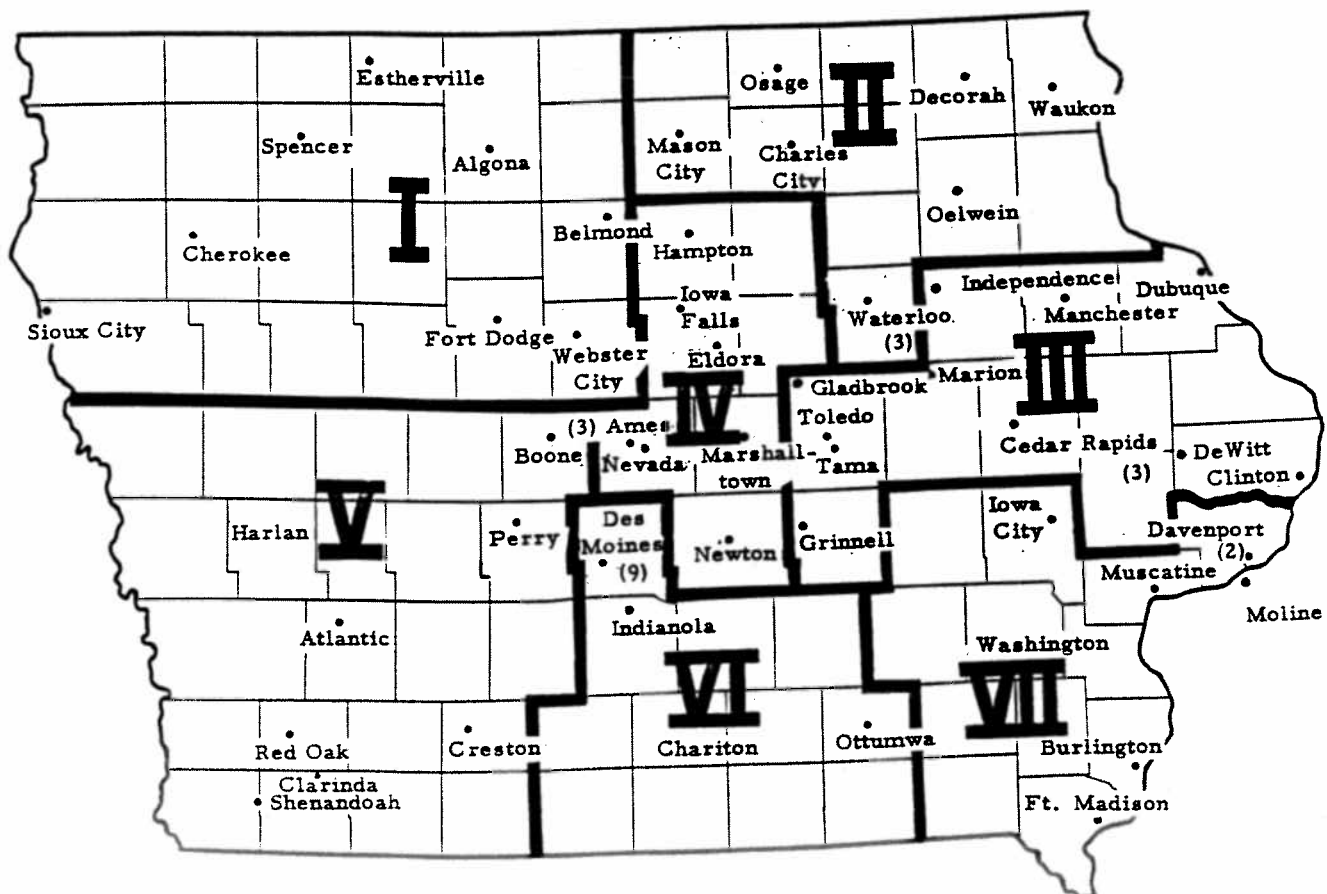 Estherville
Osage
II
Decorah
Waukon
Spencer
Algona
Mason
City
Charles
City
I
Oelwein
Belmond
Hampton
Cherokee
Independence
Dubuque
Iowa
Falls
Manchester
Sioux City
Fort Dodge
Waterloo
(3)
Webster
City
Eldora
III
Marion
IV
Gladbrook
Toledo
(3) Ames
Cedar Rapids
(3)
Boone
Nevada
Marshall-
town
Tama
DeWitt
Clinton
V
Harlan
Perry
Des
Moines
(9)
Newton
Grinnell
Iowa
City
Davenport
(2)
Muscatine
Moline
Atlantic
Indianola
Washington
VI
VII
Red Oak
Creston
Chariton
Ottumwa
Burlington
Clarinda
Shenandoah
Ft. Madison